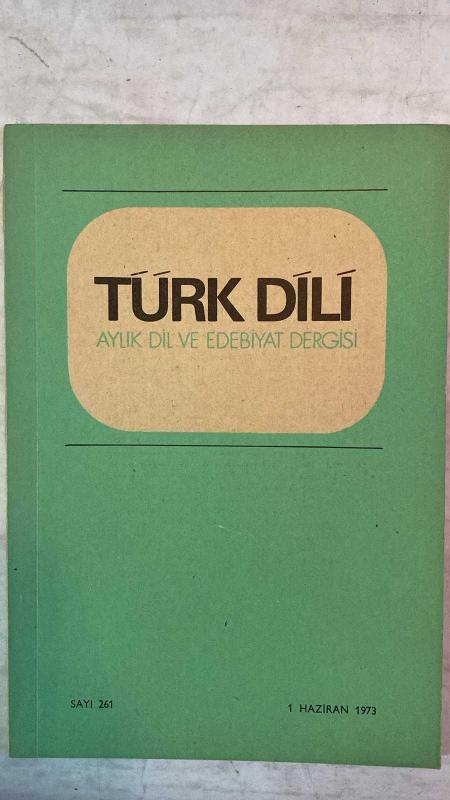 TÜRK DİLİ
AYLIK DİL VE EDEBİYAT DERGİSİ
SAYI 261
1 HAZİRAN 1973